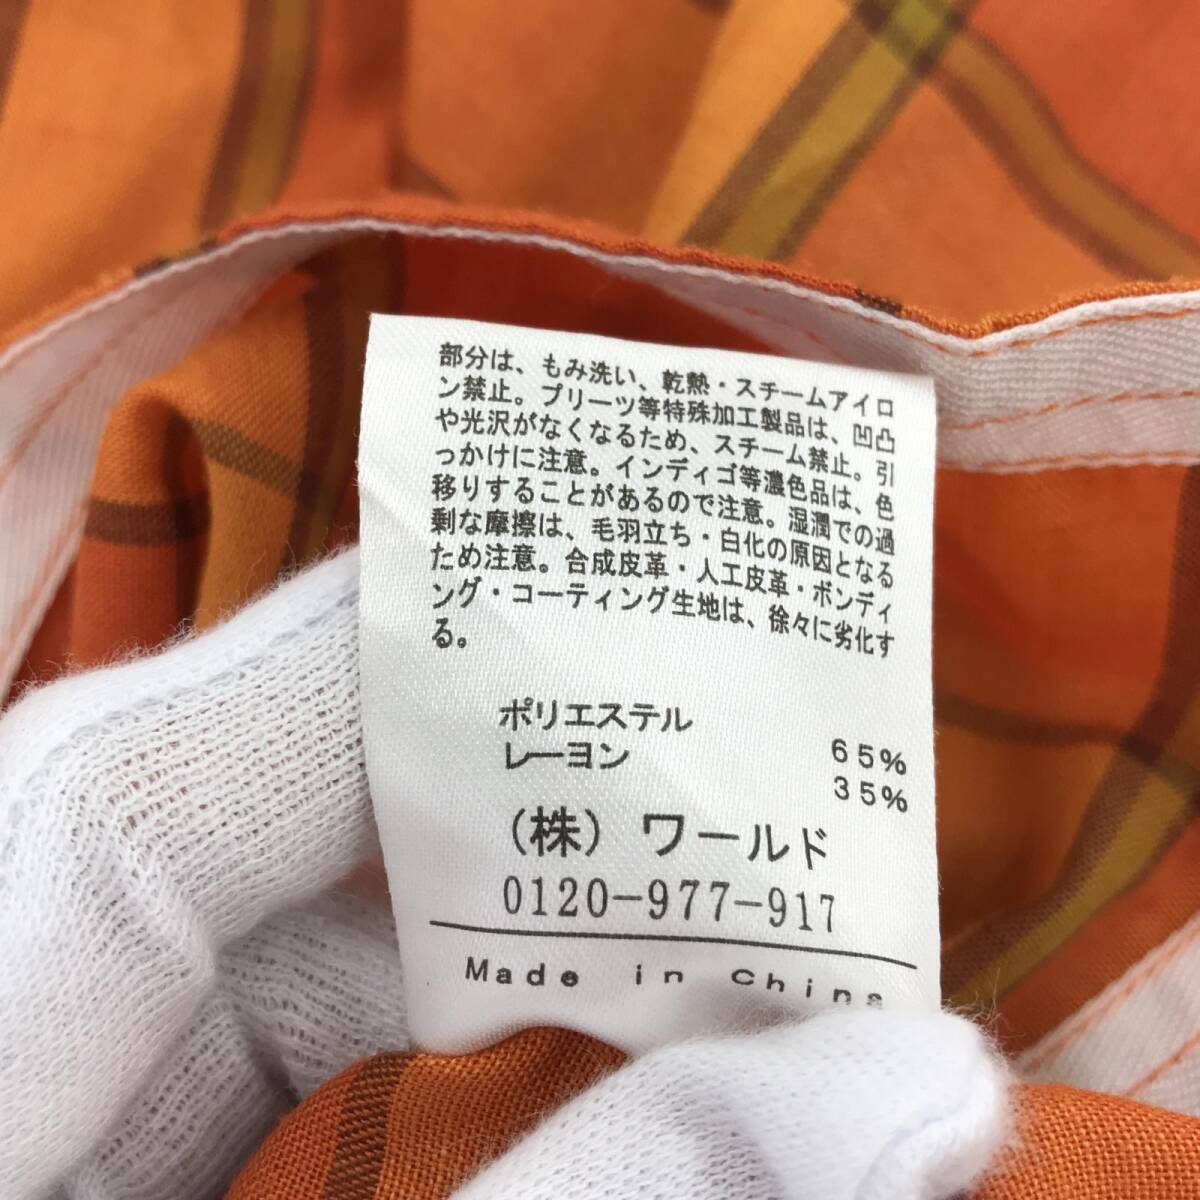 部分は、もみ洗い、乾熱・スチームアイロ
ン禁止。プリーツ等特殊加工製品は、凹凸
や光沢がなくなるため、スチーム禁止。引
っかけに注意。インディゴ等濃色品は、色
移りすることがあるので注意。湿潤での過
剰な摩擦は、毛羽立ち・白化の原因となる
ため注意。合成皮革・人工皮革・ボンディ
ング・コーティング生地は、徐々に劣化す
る。
ポリエステル 65%
レーヨン 35%
(株) ワールド
0120-977-917
Made in China